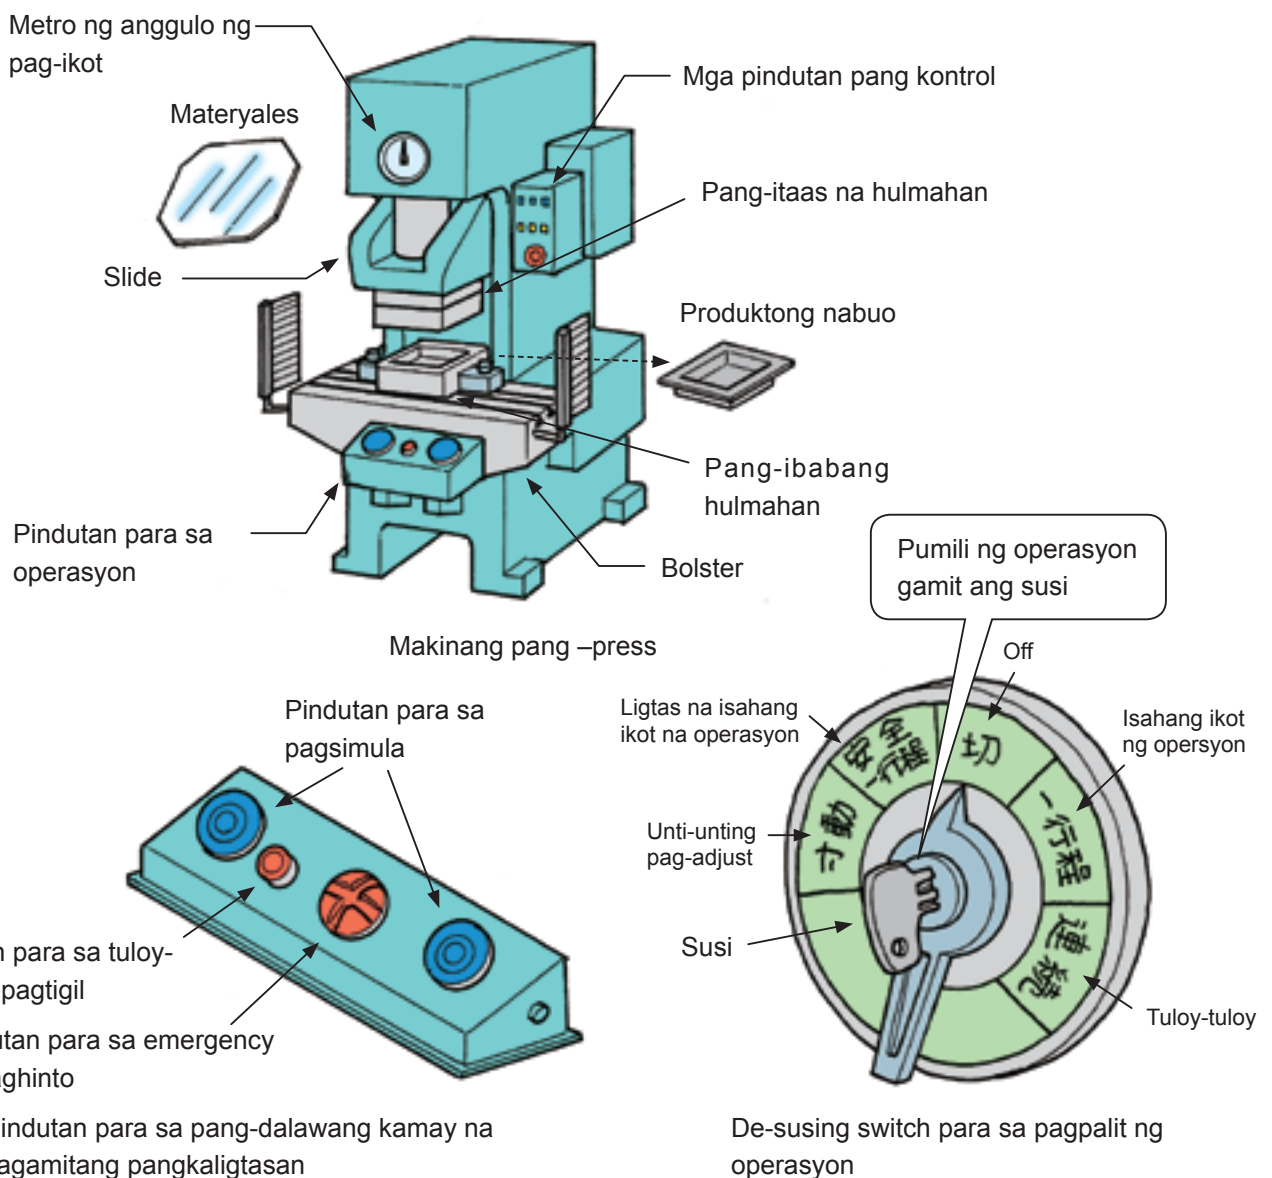 Metro ng anggulo ng
pag-ikot
Materyales
Mga pindutan pang kontrol
Pang-itaas na hulmahan
Slide
Produktong nabuo
Pang-ibabang
hulmahan
Pindutan para sa
operasyon
Bolster
Makinang pang –press
Pumili ng operasyon
gamit ang susi
Off
Ligtas na isahang
ikot na operasyon
Isahang ikot
ng opersyon
Unti-unting
pag-adjust
Susi
Tuloy-tuloy
切
安全
一行程
寸動
一行程
連続
Pindutan para sa
pagsimula
para sa tuloy-
pagtigil
para sa emergency
para sa pang-dalawang kamay na
pangkaligtasan
De-susing switch para sa pagpalit ng
operasyon